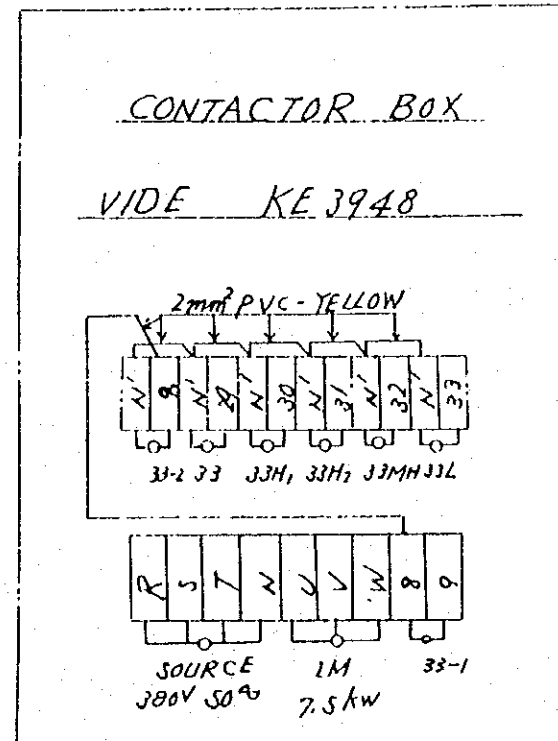 CONTACTOR BOX
VIDE KE 3948
2mm² PVC-YELLOW
N' 8 N' 29 N' 30 N' 31 N' 32 N' 33
33-2 33 33H₁ 33H₂ 33MH 33L
R S T N U V W 8 9
SOURCE 1M 33-1
380V 50~
7.5kW